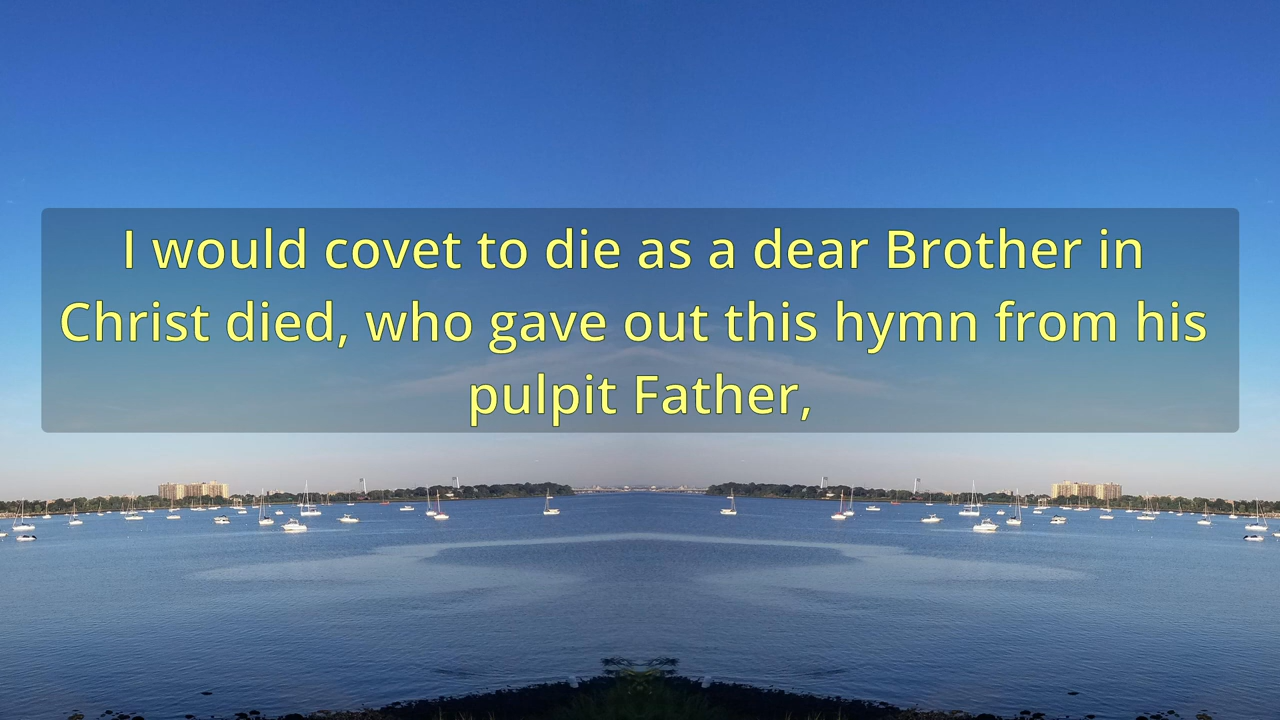 I would covet to die as a dear Brother in
Christ died, who gave out this hymn from his
pulpit Father,